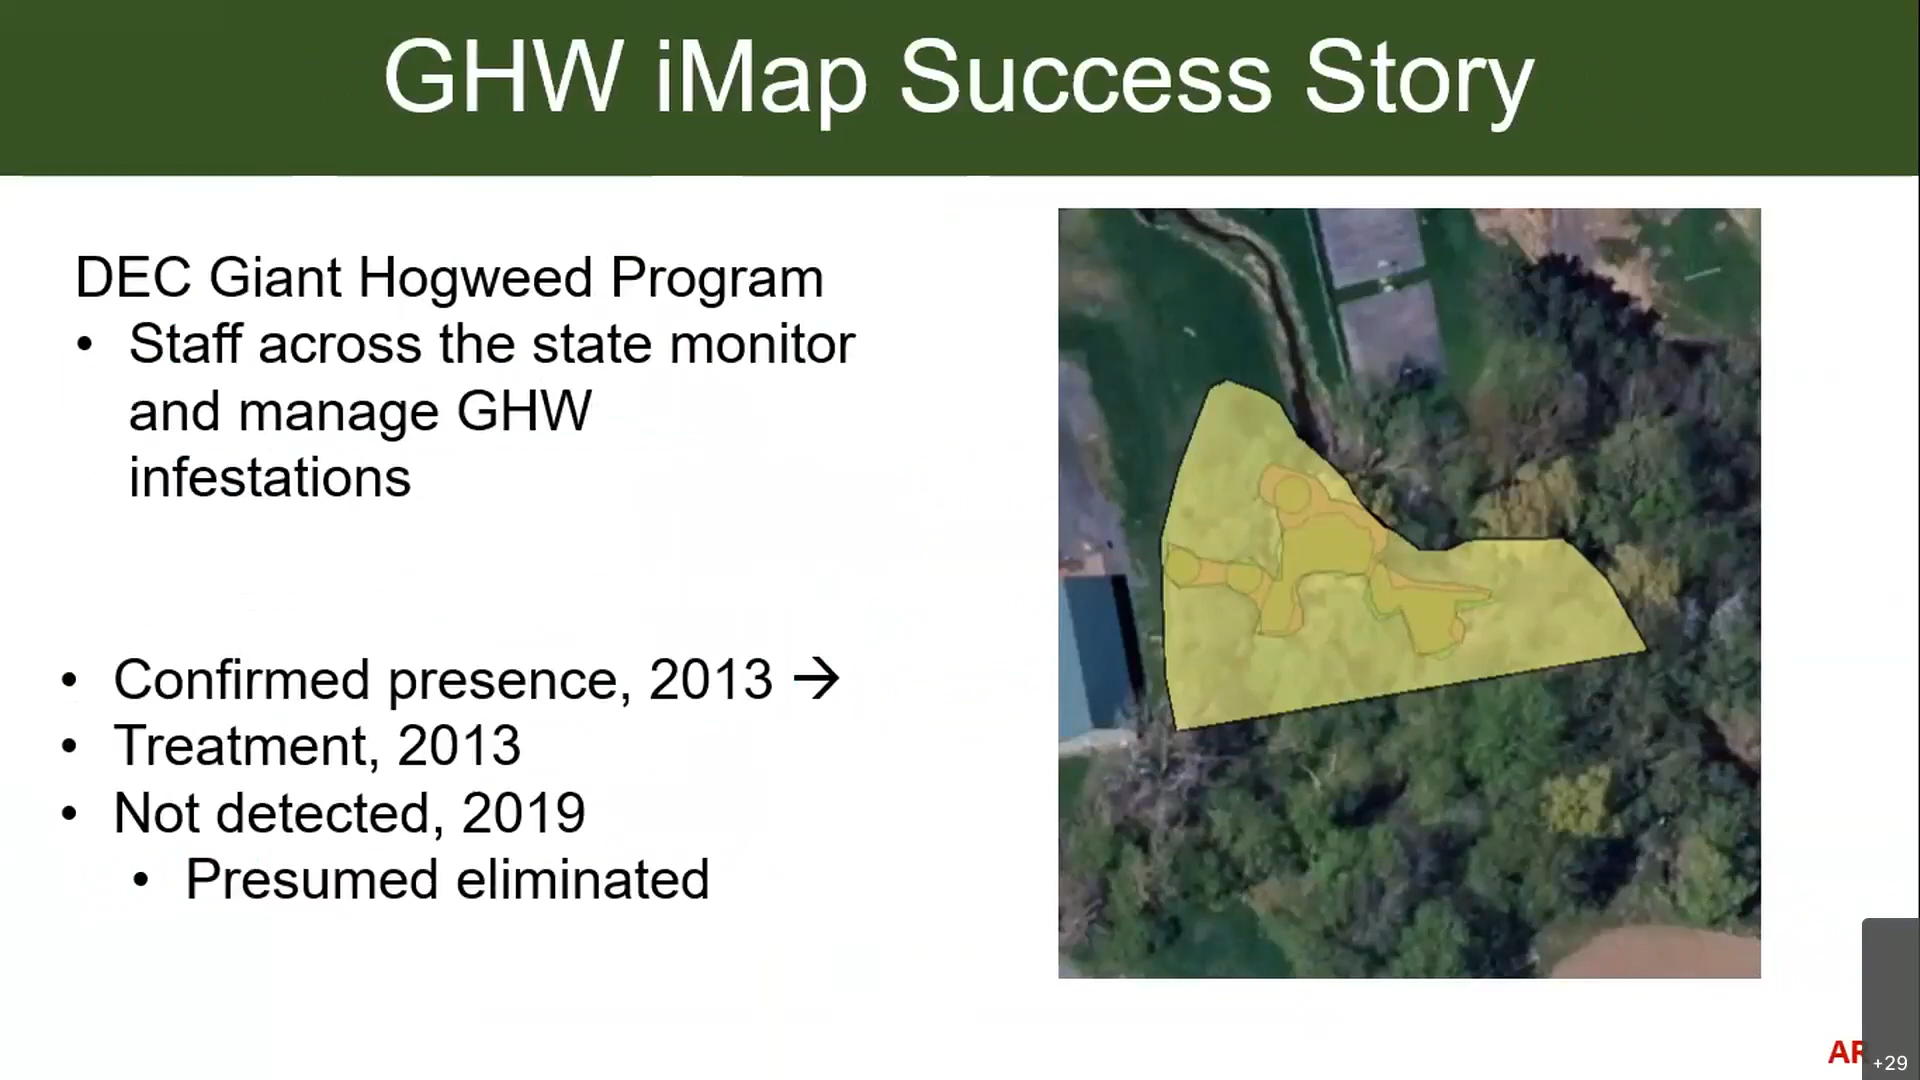 GHW iMap Success Story
DEC Giant Hogweed Program
• Staff across the state monitor
and manage GHW
infestations
• Confirmed presence, 2013 →
• Treatment, 2013
• Not detected, 2019
• Presumed eliminated
+29